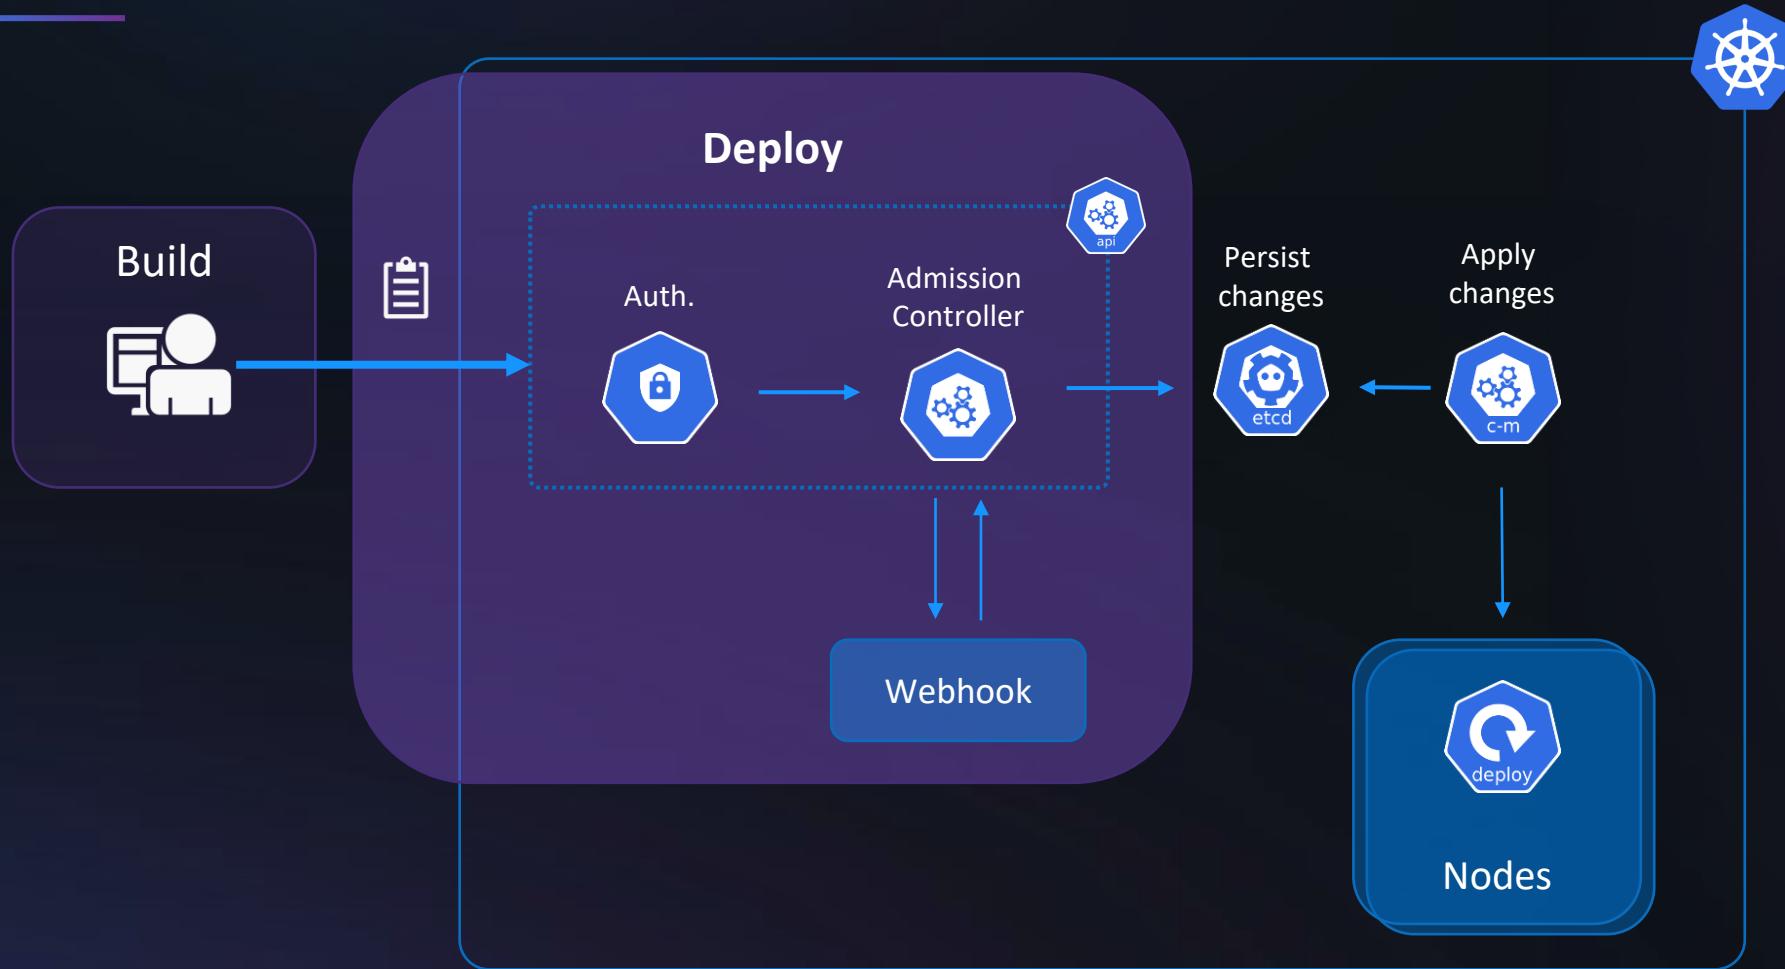 Deploy
Build
api
Auth.
Admission
Controller
Persist
changes
Apply
changes
etcd
c-m
Webhook
deploy
Nodes